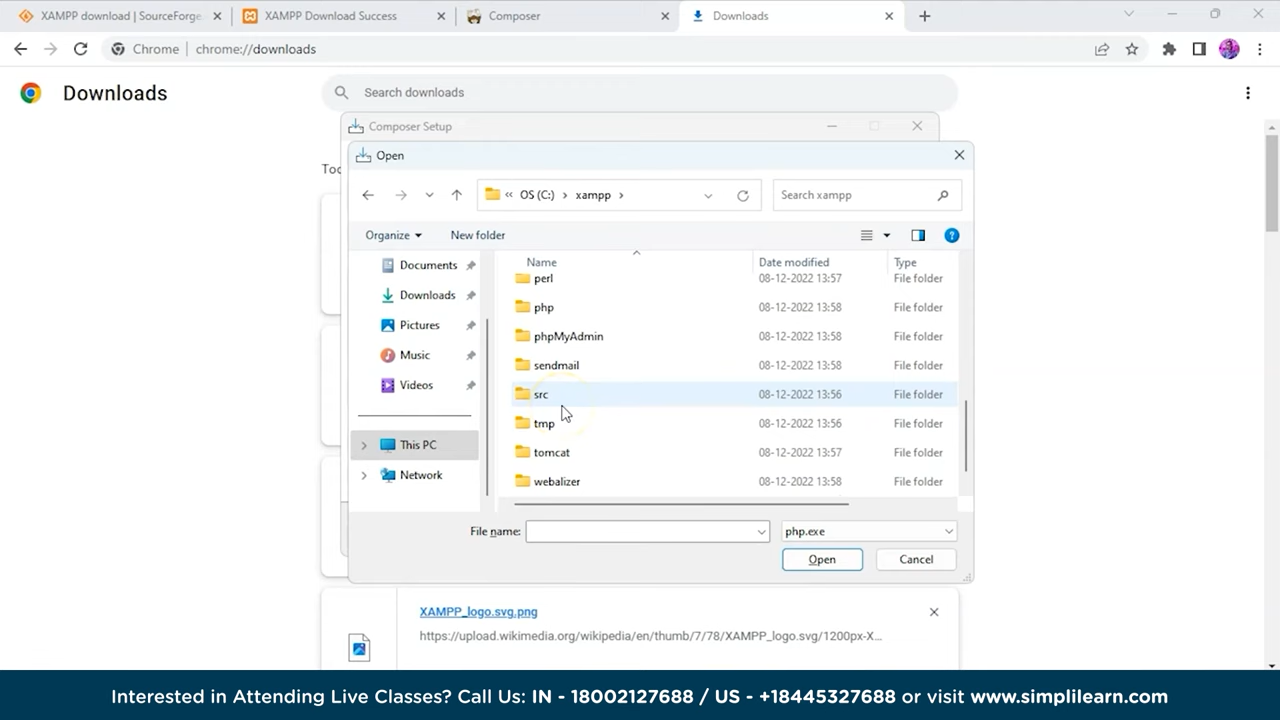 XAMPP download | SourceForge.
XAMPP Download Success
Composer
Downloads
Chrome
chrome://downloads
Downloads
Search downloads
Composer Setup
Open
OS (C:) xampp
Search xampp
Organize
New folder
Name Date modified Type
Documents
Downloads
Pictures
Music
Videos
This PC
Network
perl 08-12-2022 13:57 File folder
php 08-12-2022 13:58 File folder
phpMyAdmin 08-12-2022 13:58 File folder
sendmail 08-12-2022 13:58 File folder
src 08-12-2022 13:56 File folder
tmp 08-12-2022 13:56 File folder
tomcat 08-12-2022 13:57 File folder
webalizer 08-12-2022 13:58 File folder
File name:
php.exe
Open
Cancel
XAMPP_logo.svg.png
https://upload.wikimedia.org/wikipedia/en/thumb/7/78/XAMPP_logo.svg/1200px-X...
Interested in Attending Live Classes? Call Us: IN - 18002127688 / US - +18445327688 or visit www.simplilearn.com